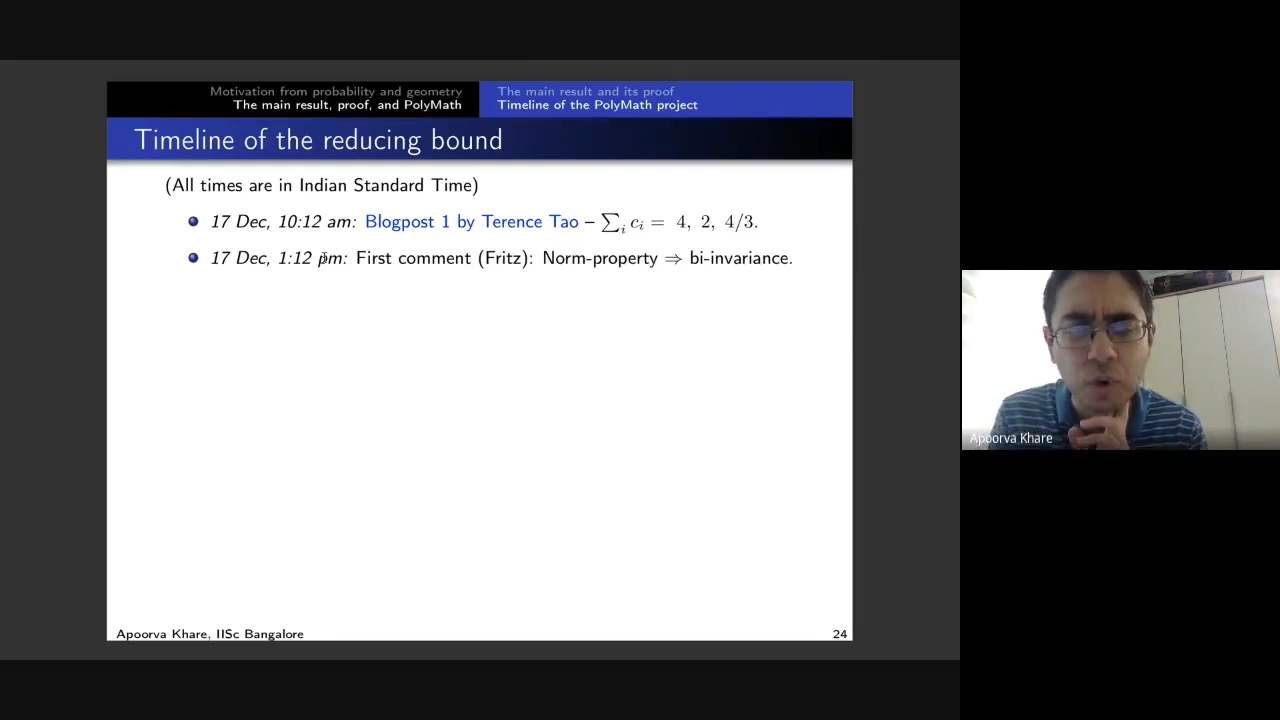 Motivation from probability and geometry
The main result, proof, and PolyMath
The main result and its proof
Timeline of the PolyMath project
Timeline of the reducing bound
(All times are in Indian Standard Time)
17 Dec, 10:12 am: Blogpost 1 by Terence Tao – ∑ᵢ cᵢ = 4, 2, 4/3.
17 Dec, 1:12 pm: First comment (Fritz): Norm-property ⇒ bi-invariance.
Apoorva Khare, IISc Bangalore
24
Apoorva Khare